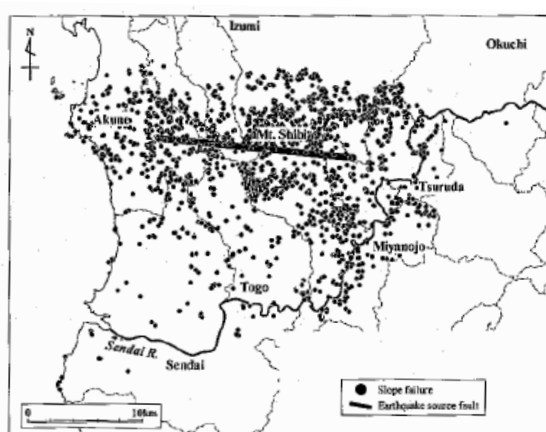 Izumi
N
Okuchi
Akune
Mt. Shibi
Tsuruda
Miyanojo
Togo
Sendai R.
Sendai
0 10km
Slope failure
Earthquake source fault